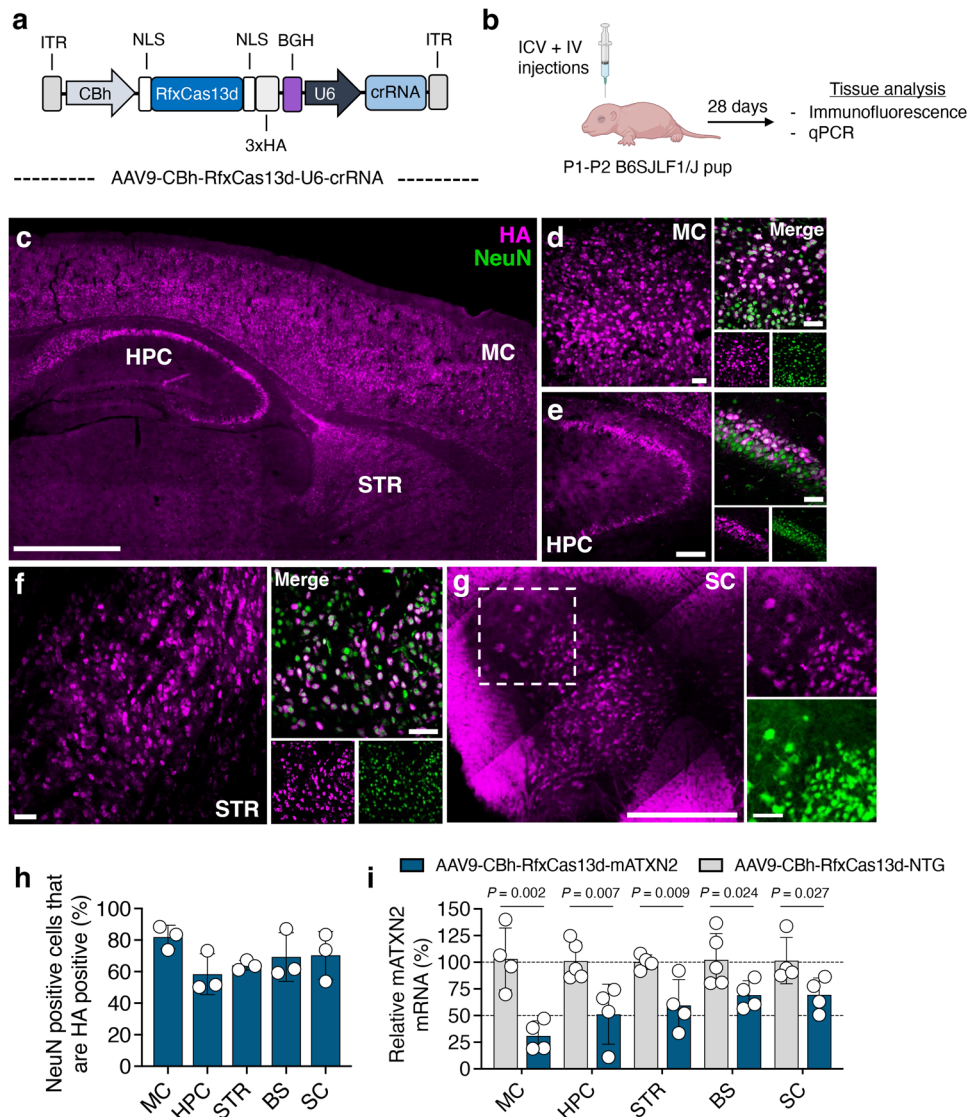 a
ITR
NLS
NLS
BGH
ITR
CBh
RfxCas13d
U6
crRNA
3xHA
AAV9-CBh-RfxCas13d-U6-crRNA
b
ICV + IV
injections
28 days
Tissue analysis
- Immunofluorescence
- qPCR
P1-P2 B6SJLF1/J pup
c
HA
NeuN
HPC
MC
STR
d
MC
Merge
e
HPC
f
STR
Merge
g
SC
h
NeuN positive cells that
are HA positive (%)
100
80
60
40
20
0
MC
HPC
STR
BS
SC
i
AAV9-CBh-RfxCas13d-mATXN2
AAV9-CBh-RfxCas13d-NTG
P = 0.002
P = 0.007
P = 0.009
P = 0.024
P = 0.027
Relative mATXN2
mRNA (%)
150
125
100
75
50
25
0
MC
HPC
STR
BS
SC